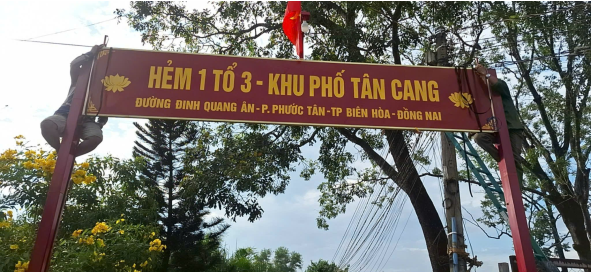 HẺM 1 TỔ 3 - KHU PHỐ TÂN CANG
ĐƯỜNG ĐINH QUANG ÂN - P. PHƯỚC TÂN - TP BIÊN HÒA - ĐỒNG NAI